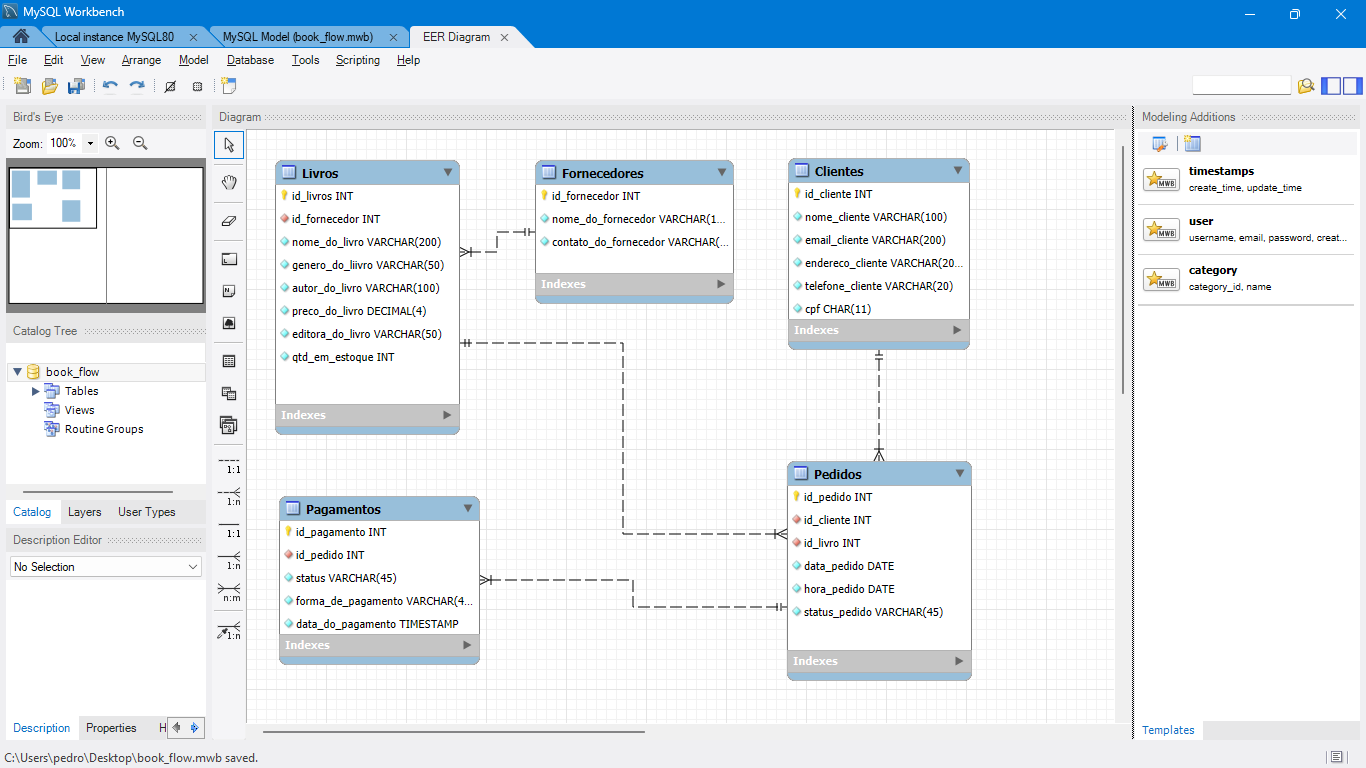 MySQL Workbench
Local instance MySQL80
MySQL Model (book_flow.mwb)
EER Diagram
File Edit View Arrange Model Database Tools Scripting Help
Bird's Eye
Zoom: 100%
Catalog Tree
book_flow
Tables
Views
Routine Groups
Catalog Layers User Types
Description Editor
No Selection
Description Properties H
Diagram
1:1
1:n
1:1
1:n
n:m
1:n
Livros
id_livros INT
id_fornecedor INT
nome_do_livro VARCHAR(200)
genero_do_liivro VARCHAR(50)
autor_do_livro VARCHAR(100)
preco_do_livro DECIMAL(4)
editora_do_livro VARCHAR(50)
qtd_em_estoque INT
Indexes
Fornecedores
id_fornecedor INT
nome_do_fornecedor VARCHAR(1...
contato_do_fornecedor VARCHAR(...
Indexes
Clientes
id_cliente INT
nome_cliente VARCHAR(100)
email_cliente VARCHAR(200)
endereco_cliente VARCHAR(20...
telefone_cliente VARCHAR(20)
cpf CHAR(11)
Indexes
Pagamentos
id_pagamento INT
id_pedido INT
status VARCHAR(45)
forma_de_pagamento VARCHAR(4...
data_do_pagamento TIMESTAMP
Indexes
Pedidos
id_pedido INT
id_cliente INT
id_livro INT
data_pedido DATE
hora_pedido DATE
status_pedido VARCHAR(45)
Indexes
Modeling Additions
MWB
timestamps
create_time, update_time
MWB
user
username, email, password, creat...
MWB
category
category_id, name
Templates
C:\Users\pedro\Desktop\book_flow.mwb saved.